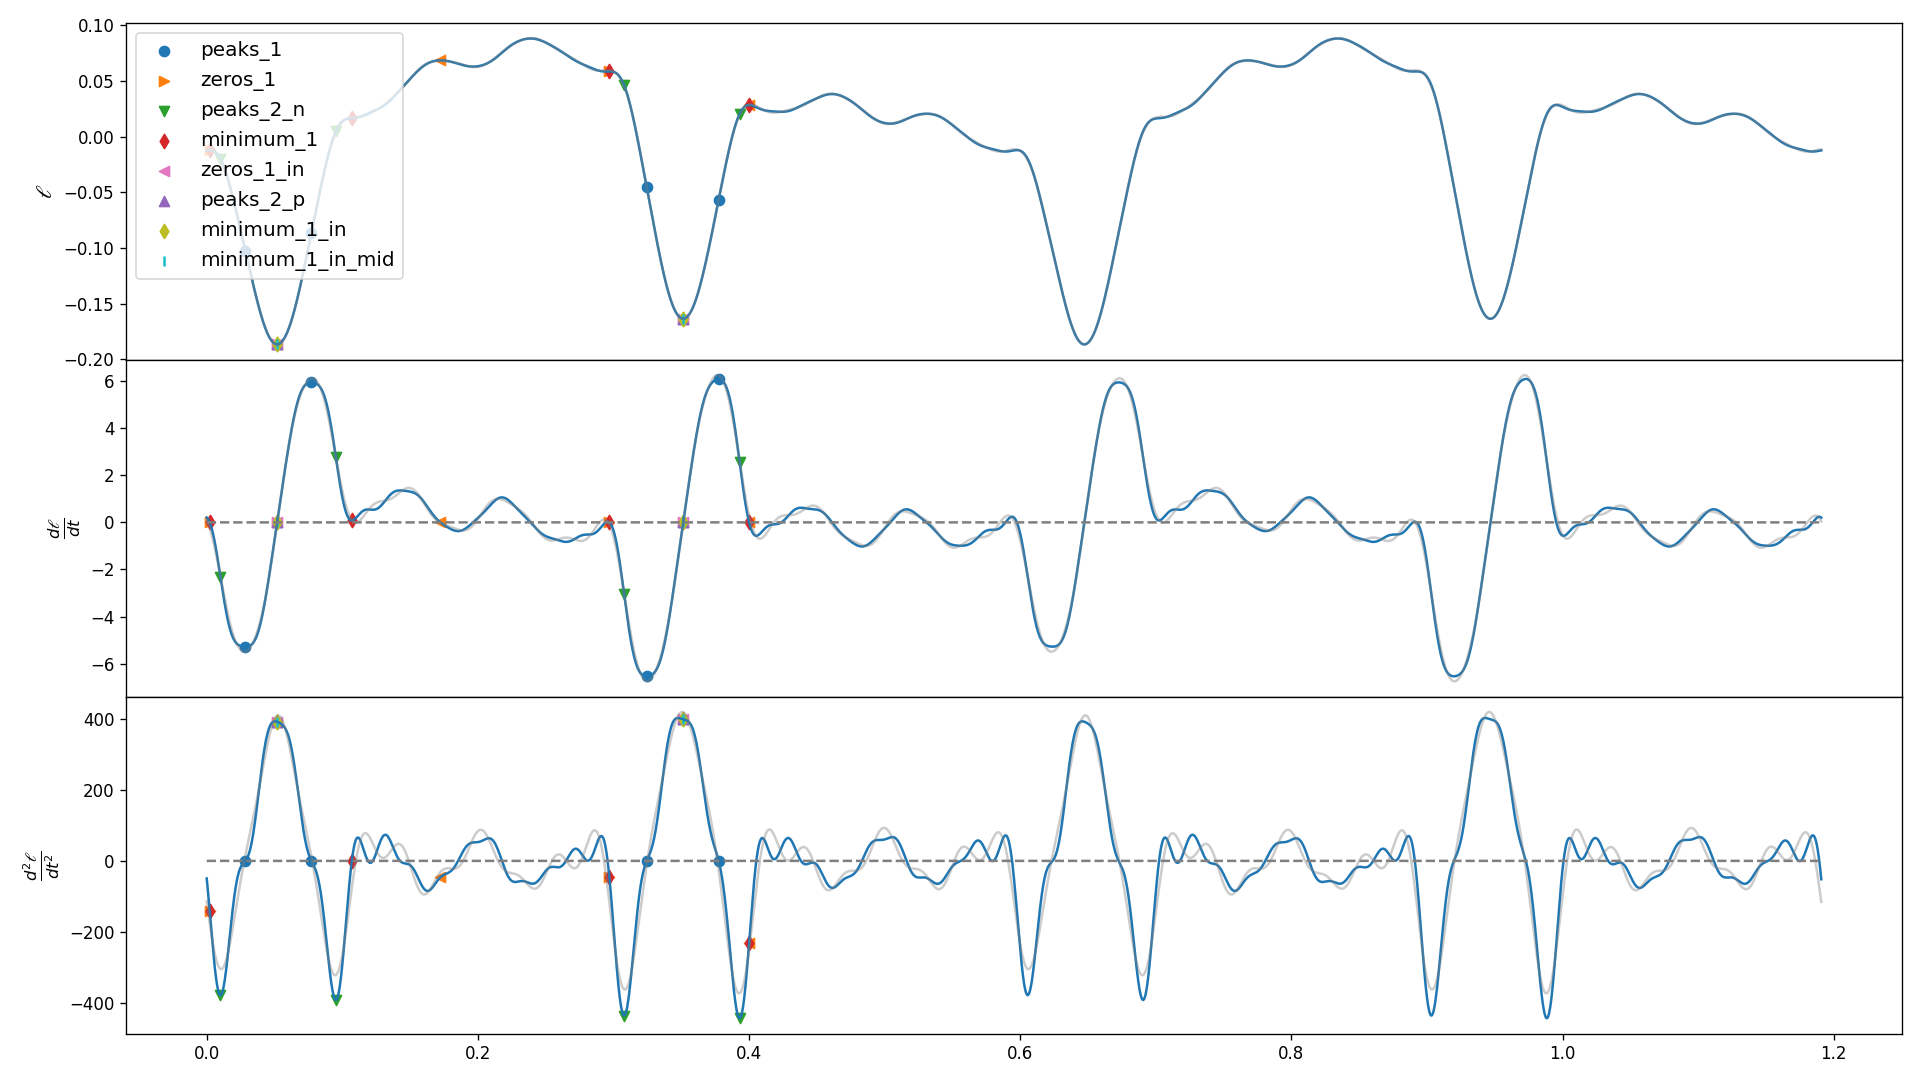 0.10
0.05
0.00
−0.05
−0.10
−0.15
−0.20
ℓ
peaks_1
zeros_1
peaks_2_n
minimum_1
zeros_1_in
peaks_2_p
minimum_1_in
minimum_1_in_mid
6
4
2
0
−2
−4
−6
dℓ
dt
400
200
0
−200
−400
d²ℓ
dt²
0.0 0.2 0.4 0.6 0.8 1.0 1.2